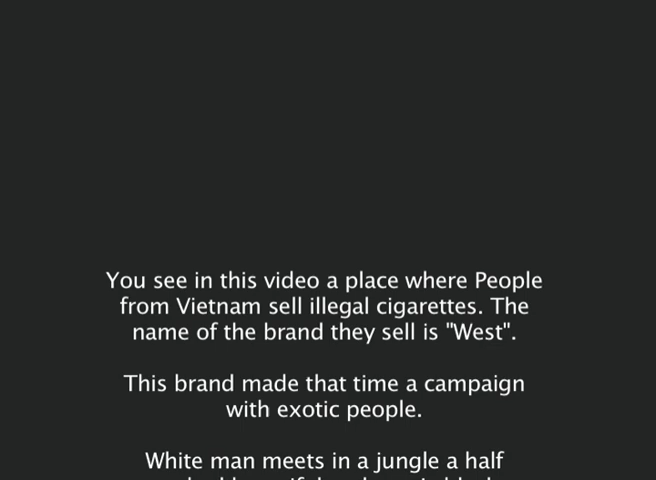 You see in this video a place where People
from Vietnam sell illegal cigarettes. The
name of the brand they sell is "West".
This brand made that time a campaign
with exotic people.
White man meets in a jungle a half